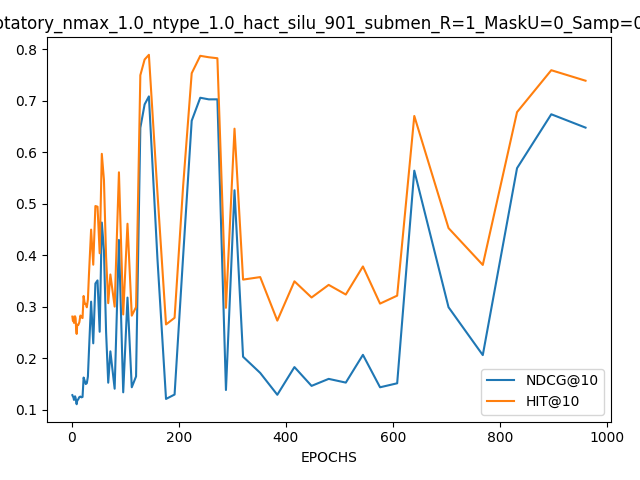 otatory_nmax_1.0_ntype_1.0_hact_silu_901_submen_R=1_MaskU=0_Samp=0
0.8
0.7
0.6
0.5
0.4
0.3
0.2
0.1
NDCG@10
HIT@10
0 200 400 600 800 1000
EPOCHS